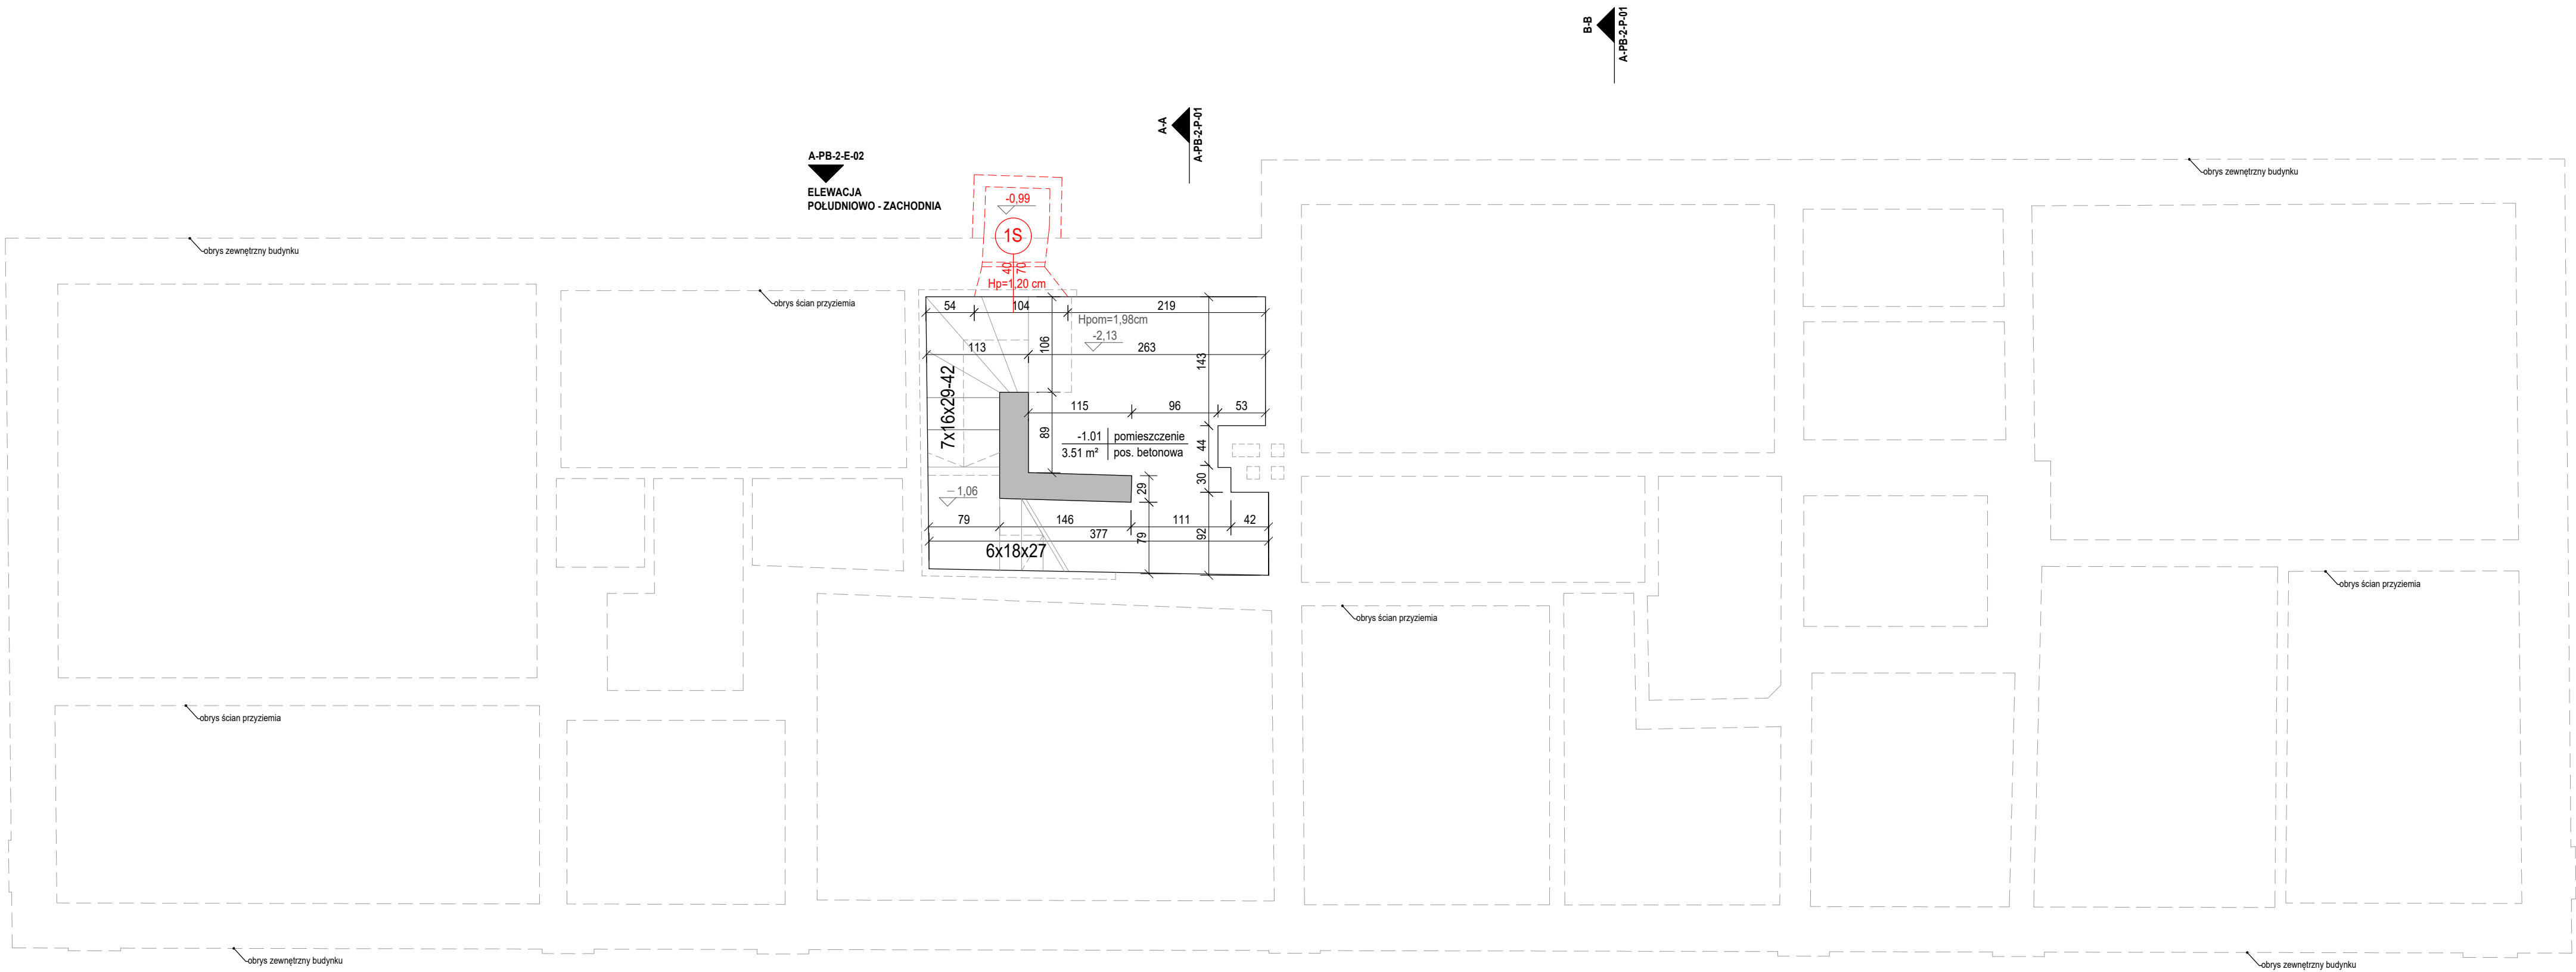 B-B
A-PB-2-P-01
A-A
A-PB-2-P-01
A-PB-2-E-02
ELEWACJA
POŁUDNIOWO - ZACHODNIA
obrys zewnętrzny budynku
obrys zewnętrzny budynku
-0,99
1S
40
70
Hp=1,20 cm
obrys ścian przyziemia
54
104
219
Hpom=1,98cm
-2,13
113
106
263
143
7x16x29-42
115
96
53
89
-1.01
pomieszczenie
3.51 m²
pos. betonowa
44
30
29
– 1,06
79
146
111
42
377
79
92
6x18x27
obrys ścian przyziemia
obrys ścian przyziemia
obrys ścian przyziemia
obrys zewnętrzny budynku
obrys zewnętrzny budynku